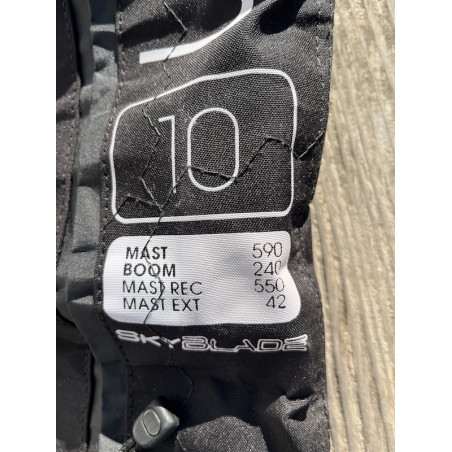 10
MAST 590
BOOM 240
MAST REC 550
MAST EXT 42
SKYBLADE